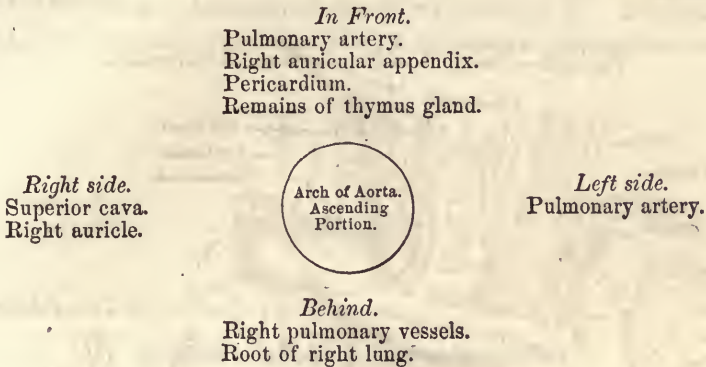 In Front.
Pulmonary artery.
Right auricular appendix.
Pericardium.
Remains of thymus gland.
Right side.
Superior cava.
Right auricle.
Arch of Aorta.
Ascending
Portion.
Left side.
Pulmonary artery.
Behind.
Right pulmonary vessels.
Root of right lung.